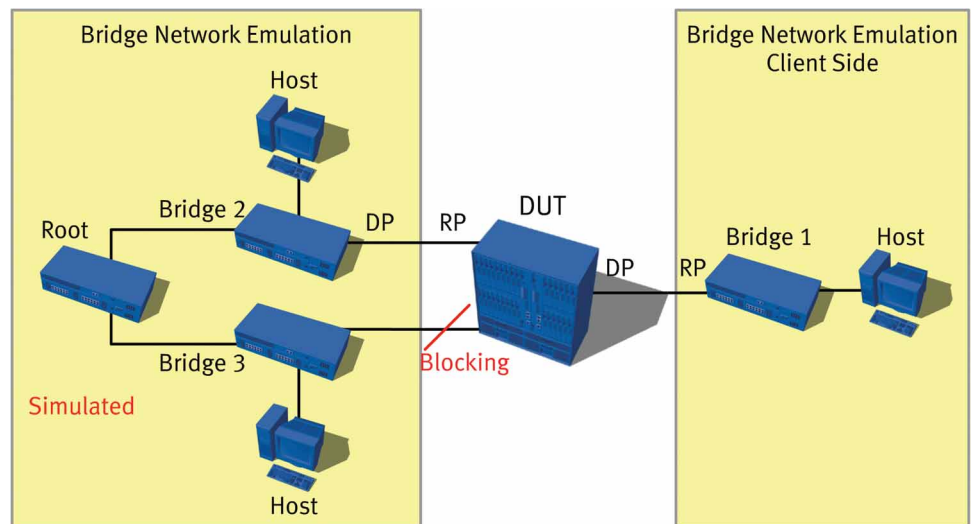 Bridge Network Emulation
Host
Bridge 2
DP
RP
Root
Bridge 3
Simulated
Host
DUT
Blocking
DP
RP
Bridge Network Emulation
Client Side
Bridge 1
Host